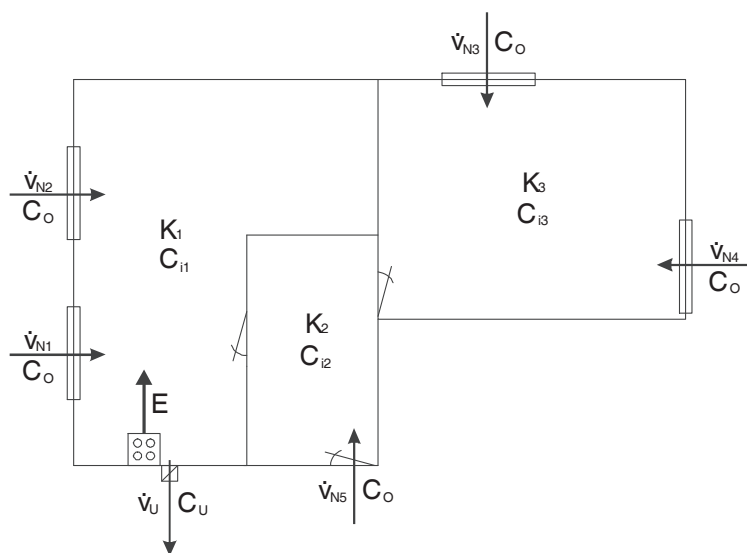 V̇N3 CO
V̇N2
CO
K3
Ci3
K1
Ci1
V̇N4
CO
K2
Ci2
V̇N1
CO
E
V̇U CU
V̇N5 CO